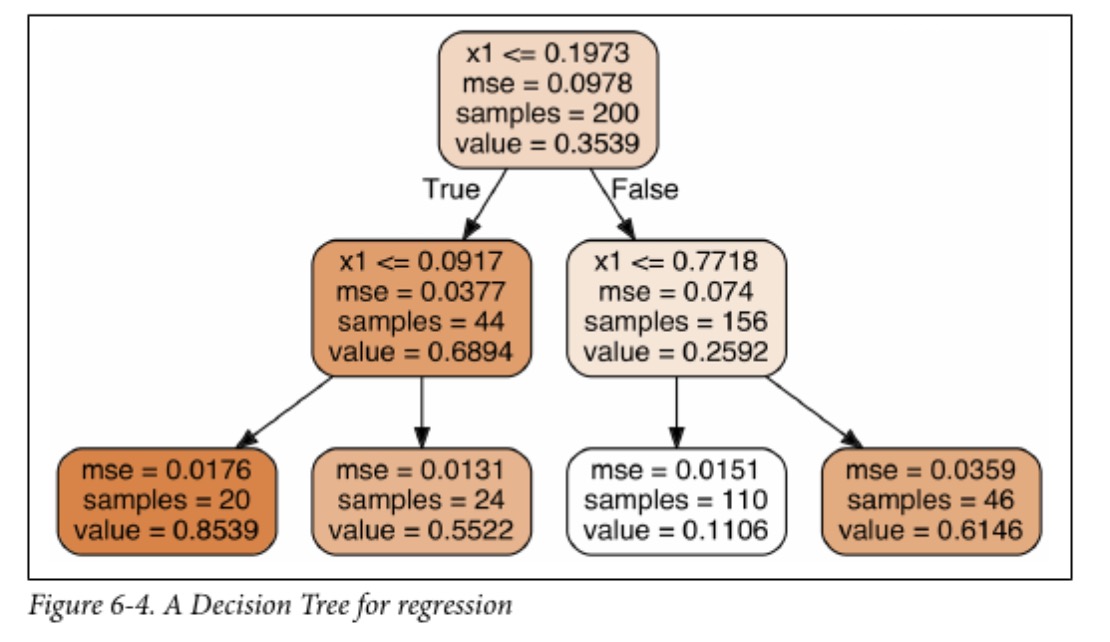 x1 <= 0.1973
mse = 0.0978
samples = 200
value = 0.3539
True
False
x1 <= 0.0917
mse = 0.0377
samples = 44
value = 0.6894
x1 <= 0.7718
mse = 0.074
samples = 156
value = 0.2592
mse = 0.0176
samples = 20
value = 0.8539
mse = 0.0131
samples = 24
value = 0.5522
mse = 0.0151
samples = 110
value = 0.1106
mse = 0.0359
samples = 46
value = 0.6146
Figure 6-4. A Decision Tree for regression